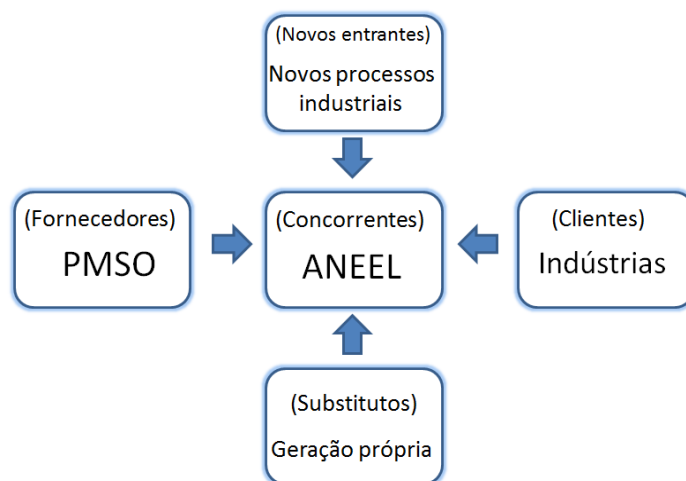 (Novos entrantes)
Novos processos
industriais
(Fornecedores)
PMSO
(Concorrentes)
ANEEL
(Clientes)
Indústrias
(Substitutos)
Geração própria